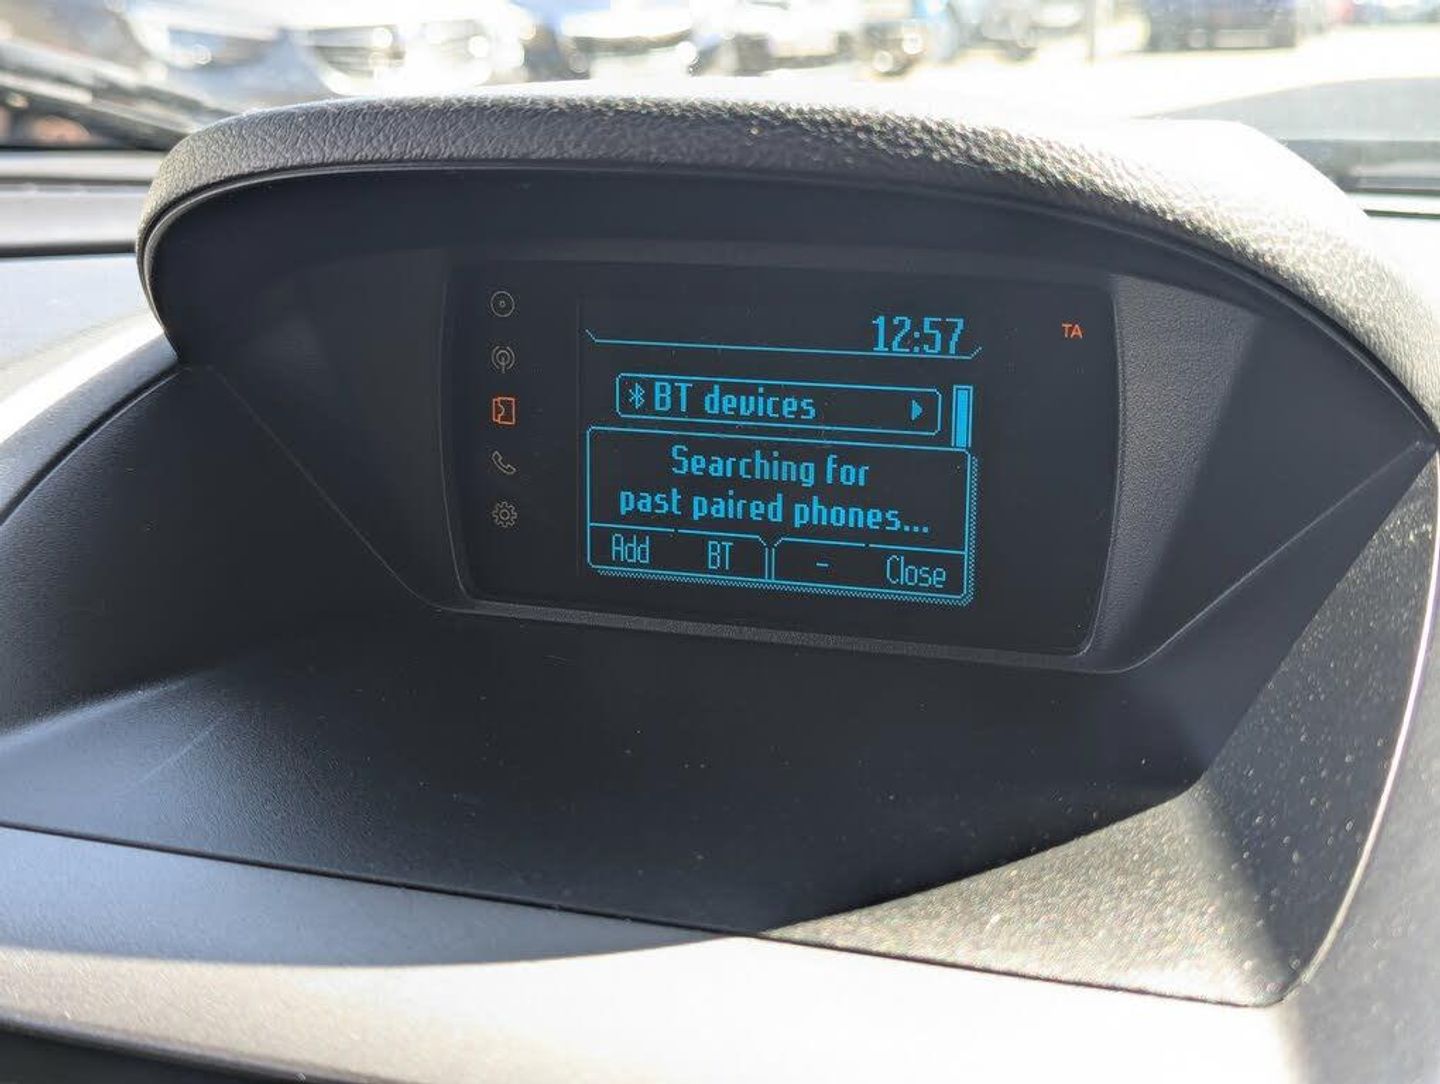 12:57
TA
BT devices
Searching for
past paired phones...
Add BT - Close